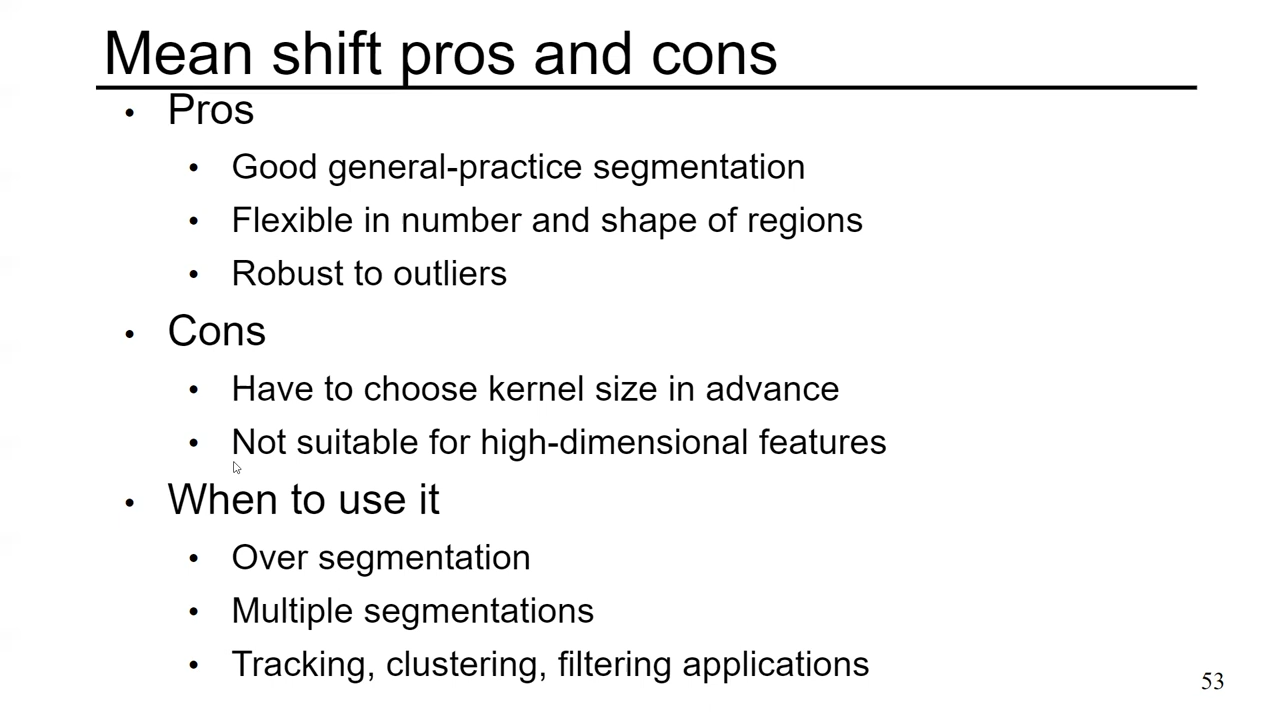 Mean shift pros and cons
• Pros
• Good general-practice segmentation
• Flexible in number and shape of regions
• Robust to outliers
• Cons
• Have to choose kernel size in advance
• Not suitable for high-dimensional features
• When to use it
• Over segmentation
• Multiple segmentations
• Tracking, clustering, filtering applications
53